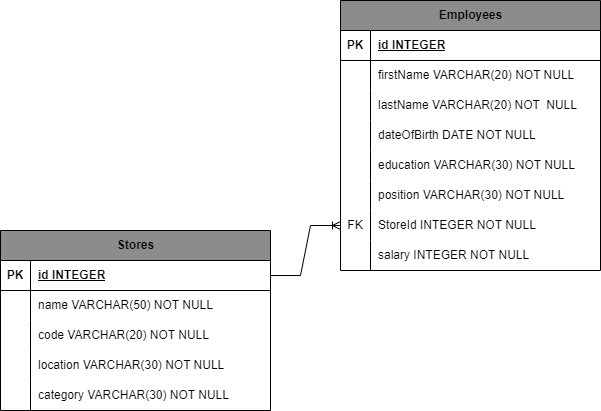 Employees
PK id INTEGER
firstName VARCHAR(20) NOT NULL
lastName VARCHAR(20) NOT  NULL
dateOfBirth DATE NOT NULL
education VARCHAR(30) NOT NULL
position VARCHAR(30) NOT NULL
FK StoreId INTEGER NOT NULL
salary INTEGER NOT NULL
Stores
PK id INTEGER
name VARCHAR(50) NOT NULL
code VARCHAR(20) NOT NULL
location VARCHAR(30) NOT NULL
category VARCHAR(30) NOT NULL